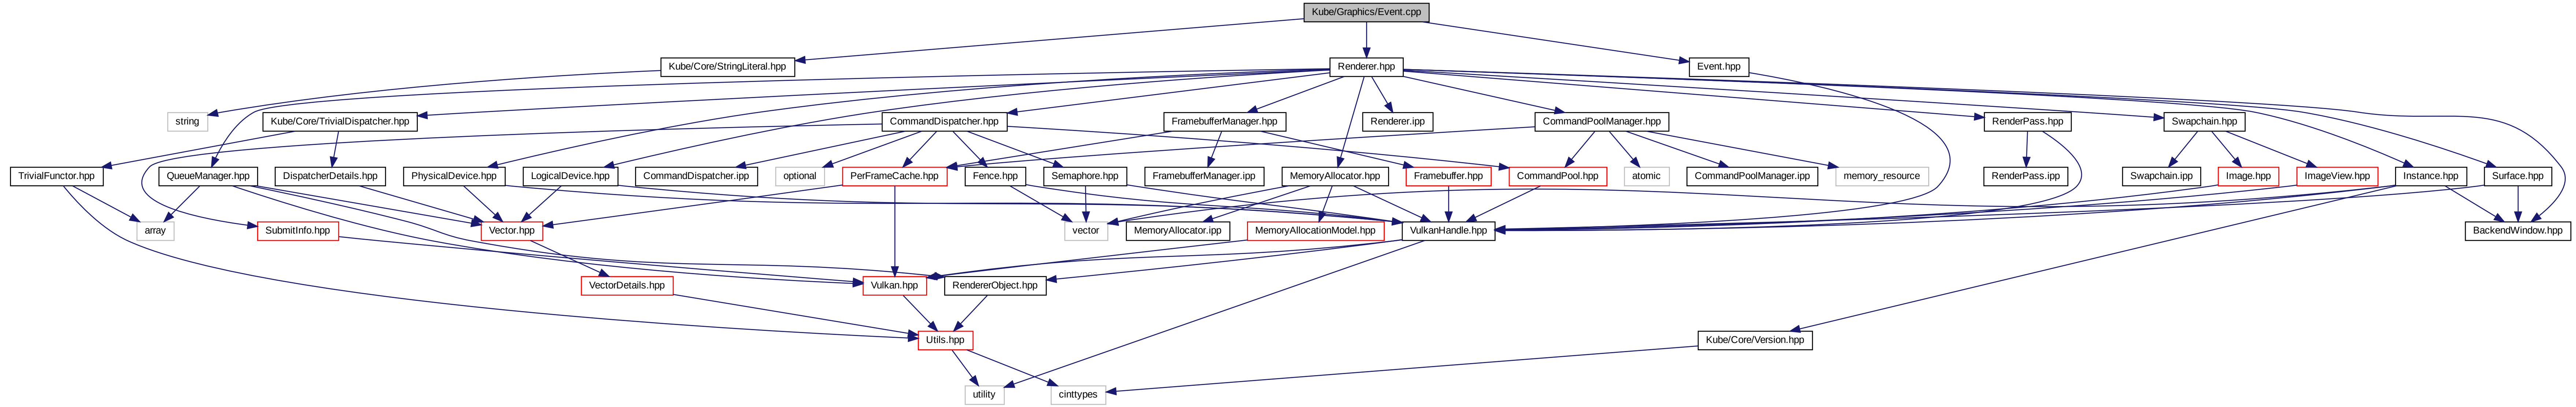 Kube/Graphics/Event.cpp
Kube/Core/StringLiteral.hpp
Renderer.hpp
Event.hpp
string
Kube/Core/TrivialDispatcher.hpp
CommandDispatcher.hpp
FramebufferManager.hpp
Renderer.ipp
CommandPoolManager.hpp
RenderPass.hpp
Swapchain.hpp
TrivialFunctor.hpp
QueueManager.hpp
DispatcherDetails.hpp
PhysicalDevice.hpp
LogicalDevice.hpp
CommandDispatcher.ipp
optional
PerFrameCache.hpp
Fence.hpp
Semaphore.hpp
FramebufferManager.ipp
MemoryAllocator.hpp
Framebuffer.hpp
CommandPool.hpp
atomic
CommandPoolManager.ipp
memory_resource
RenderPass.ipp
Swapchain.ipp
Image.hpp
ImageView.hpp
Instance.hpp
Surface.hpp
array
SubmitInfo.hpp
Vector.hpp
vector
MemoryAllocator.ipp
MemoryAllocationModel.hpp
VulkanHandle.hpp
BackendWindow.hpp
VectorDetails.hpp
Vulkan.hpp
RendererObject.hpp
Utils.hpp
Kube/Core/Version.hpp
utility
cinttypes